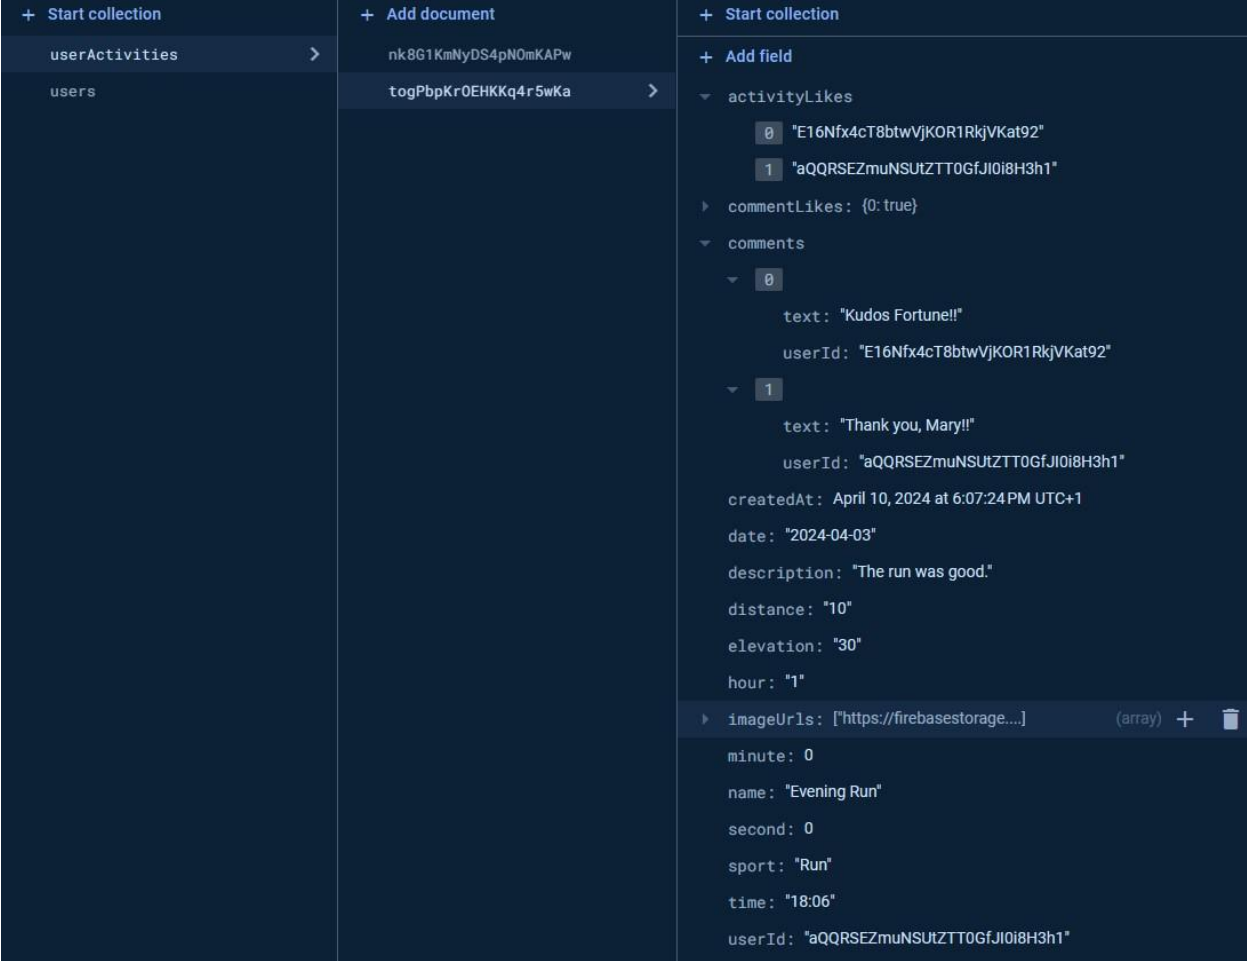 + Start collection
userActivities
users
+ Add document
nk8G1KmNyDS4pNOmKAPw
togPbpKrOEHKKq4r5wKa
+ Start collection
+ Add field
activityLikes
0 "E16Nfx4cT8btwVjKOR1RkjVKat92"
1 "aQQRSEZmuNSUtZTT0GfJI0i8H3h1"
commentLikes: {0: true}
comments
0
text: "Kudos Fortune!!"
userId: "E16Nfx4cT8btwVjKOR1RkjVKat92"
1
text: "Thank you, Mary!!"
userId: "aQQRSEZmuNSUtZTT0GfJI0i8H3h1"
createdAt: April 10, 2024 at 6:07:24 PM UTC+1
date: "2024-04-03"
description: "The run was good."
distance: "10"
elevation: "30"
hour: "1"
imageUrls: ["https://firebasestorage....] (array) +
minute: 0
name: "Evening Run"
second: 0
sport: "Run"
time: "18:06"
userId: "aQQRSEZmuNSUtZTT0GfJI0i8H3h1"